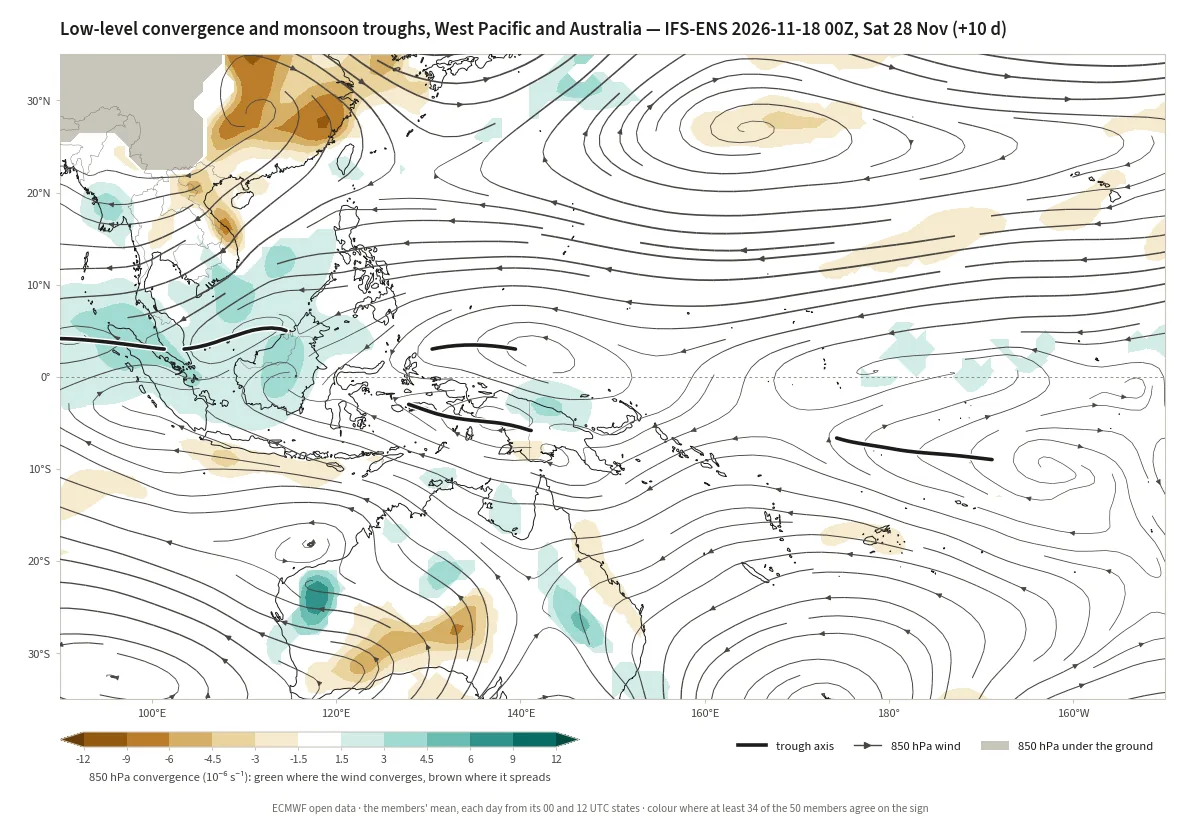 Low-level convergence and monsoon troughs, West Pacific and Australia — IFS-ENS 2026-11-18 00Z, Sat 28 Nov (+10 d)
30°N
20°N
10°N
0°
10°S
20°S
30°S
100°E 120°E 140°E 160°E 180° 160°W
-12 -9 -6 -4.5 -3 -1.5 1.5 3 4.5 6 9 12
850 hPa convergence (10⁻⁶ s⁻¹): green where the wind converges, brown where it spreads
trough axis 850 hPa wind 850 hPa under the ground
ECMWF open data · the members' mean, each day from its 00 and 12 UTC states · colour where at least 34 of the 50 members agree on the sign